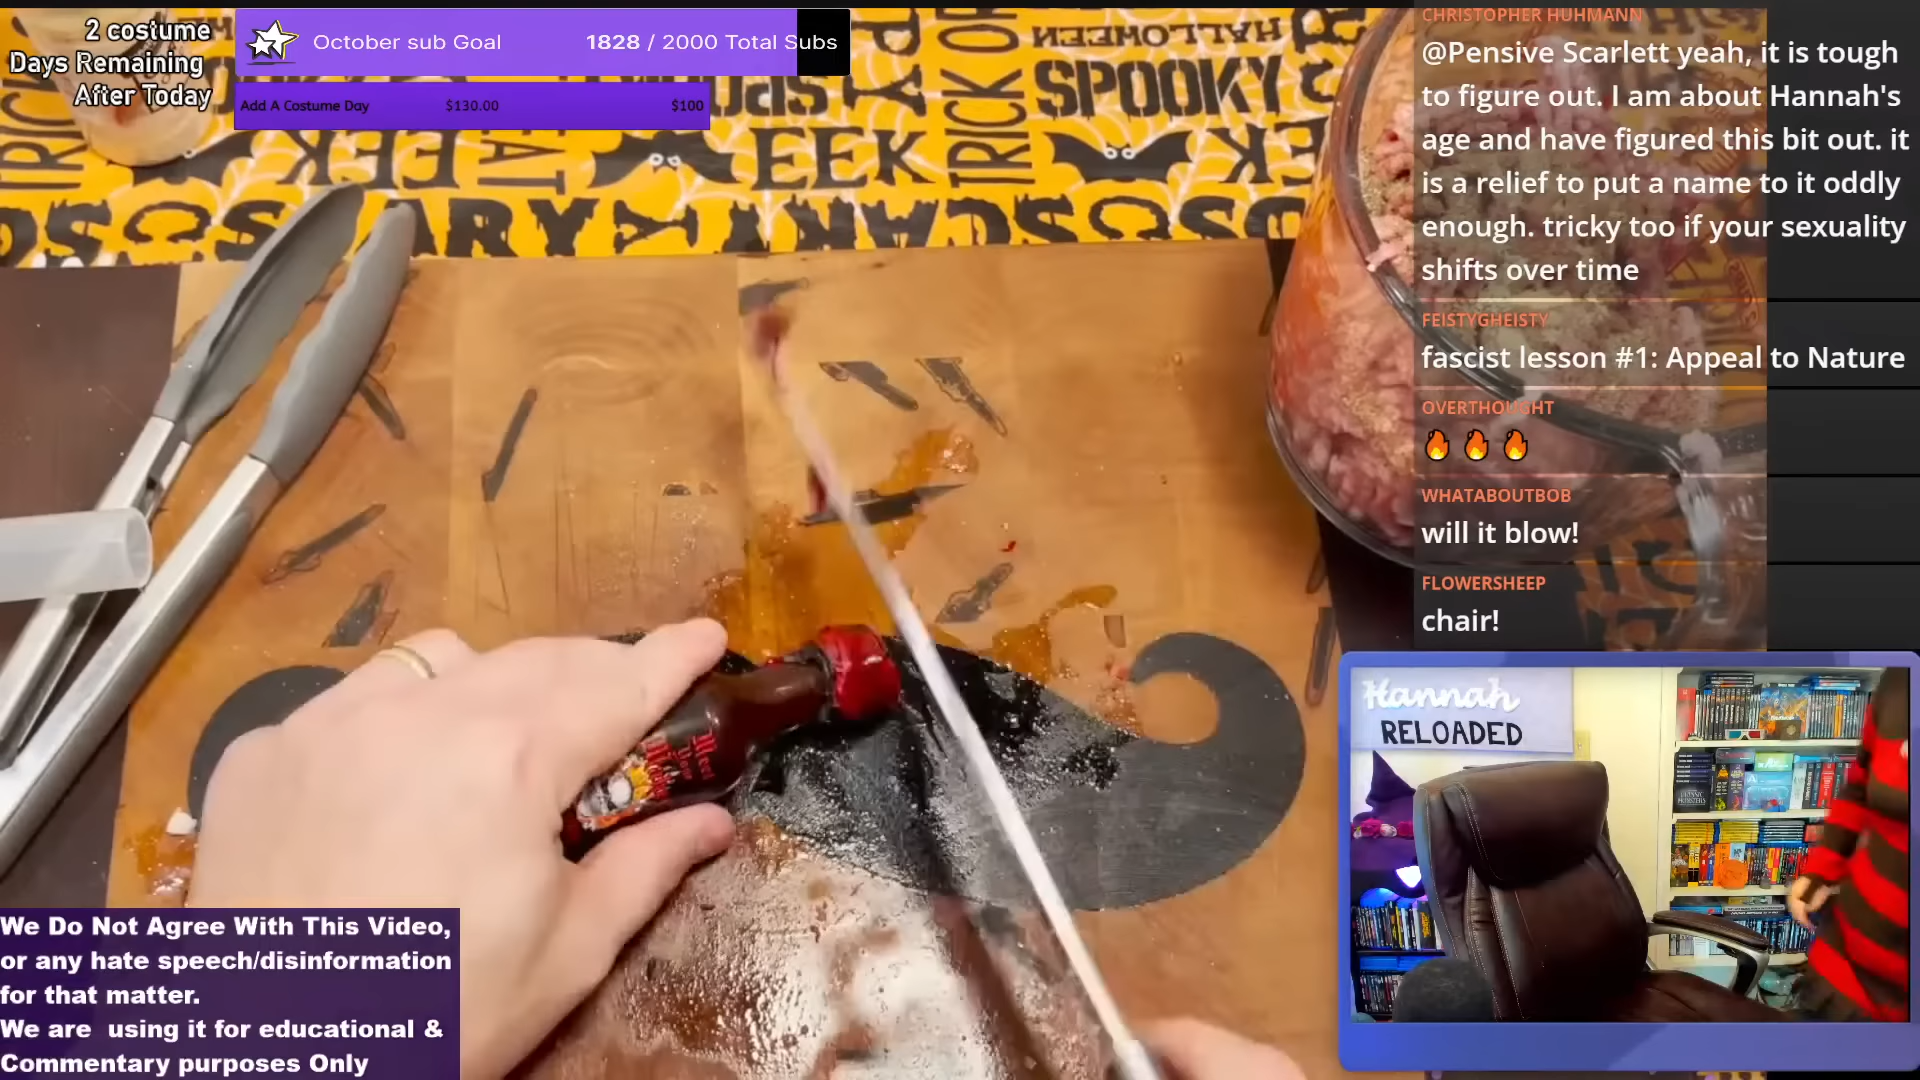 2 costume
Days Remaining
After Today
October sub Goal
1828 / 2000 Total Subs
Add A Costume Day
$130.00
$100
HALLOWEEN
SPOOKY
EEK
EEK
TRICK OR
CHRISTOPHER HUHMANN
@Pensive Scarlett yeah, it is tough
to figure out. I am about Hannah's
age and have figured this bit out. it
is a relief to put a name to it oddly
enough. tricky too if your sexuality
shifts over time
FEISTYGHEISTY
fascist lesson #1: Appeal to Nature
OVERTHOUGHT
🔥 🔥 🔥
WHATABOUTBOB
will it blow!
FLOWERSHEEP
chair!
Hannah
RELOADED
Meet
Your
We Do Not Agree With This Video,
or any hate speech/disinformation
for that matter.
We are using it for educational &
Commentary purposes Only